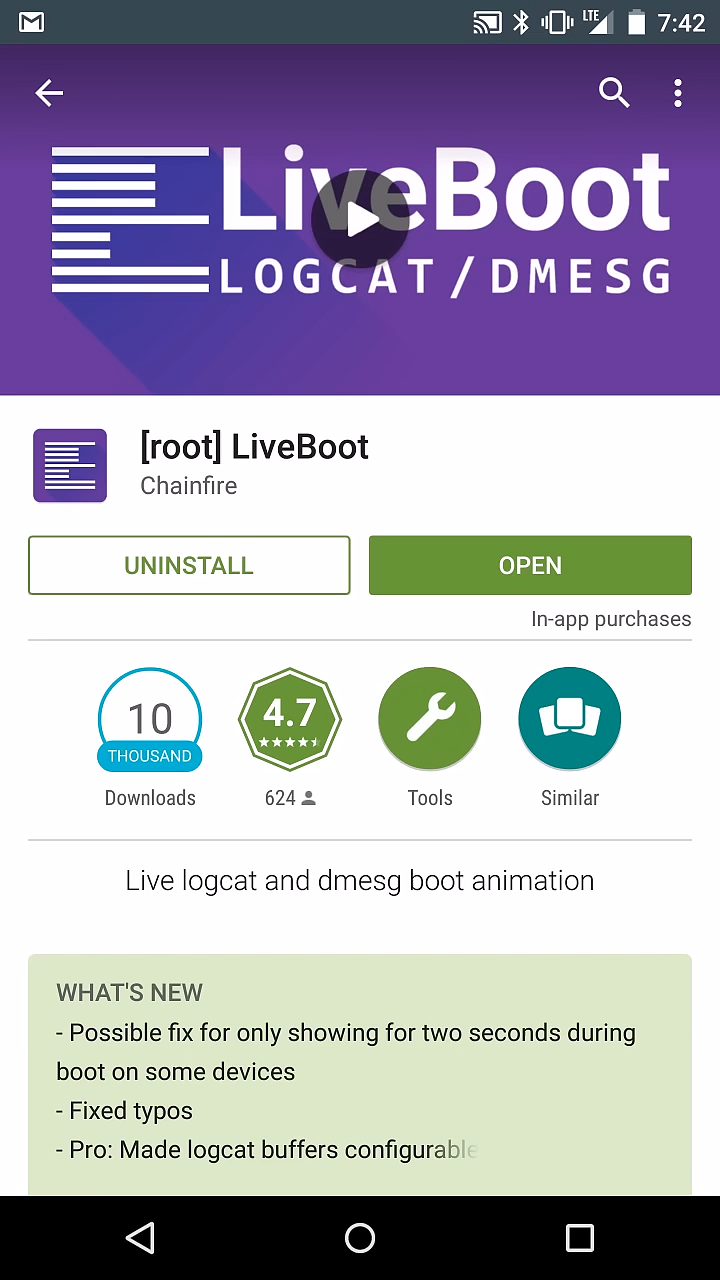 LTE 7:42
LiveBoot
LOGCAT/DMESG
[root] LiveBoot
Chainfire
UNINSTALL OPEN
In-app purchases
10 4.7
THOUSAND
Downloads 624 Tools Similar
Live logcat and dmesg boot animation
WHAT'S NEW
- Possible fix for only showing for two seconds during
boot on some devices
- Fixed typos
- Pro: Made logcat buffers configurable